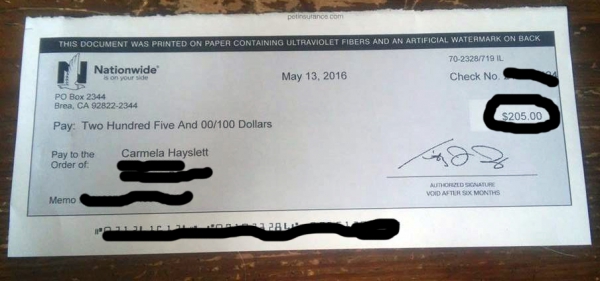 petinsurance.com
THIS DOCUMENT WAS PRINTED ON PAPER CONTAINING ULTRAVIOLET FIBERS AND AN ARTIFICIAL WATERMARK ON BACK
70-2328/719 IL
Nationwide®
is on your side
May 13, 2016
Check No.
PO Box 2344
Brea, CA 92822-2344
$205.00
Pay: Two Hundred Five And 00/100 Dollars
Pay to the Order of:
Carmela Hayslett
AUTHORIZED SIGNATURE
VOID AFTER SIX MONTHS
Memo